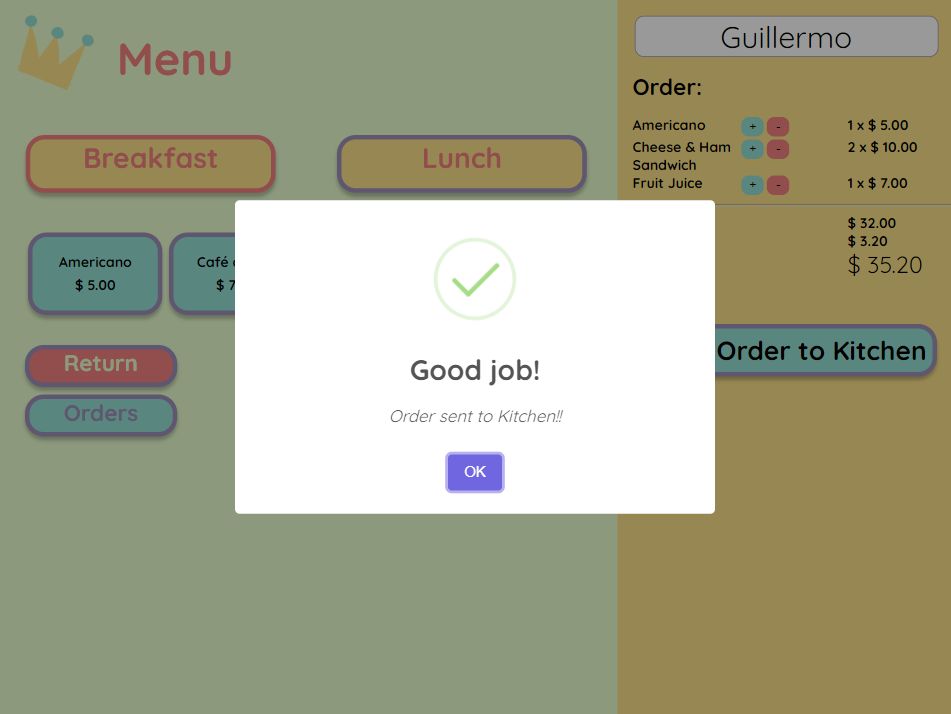 Menu
Breakfast
Lunch
Americano
$ 5.00
Café
$ 7
Return
Orders
Guillermo
Order:
Americano + - 1 x $ 5.00
Cheese & Ham + - 2 x $ 10.00
Sandwich
Fruit Juice + - 1 x $ 7.00
$ 32.00
$ 3.20
$ 35.20
Order to Kitchen
Good job!
Order sent to Kitchen!!
OK